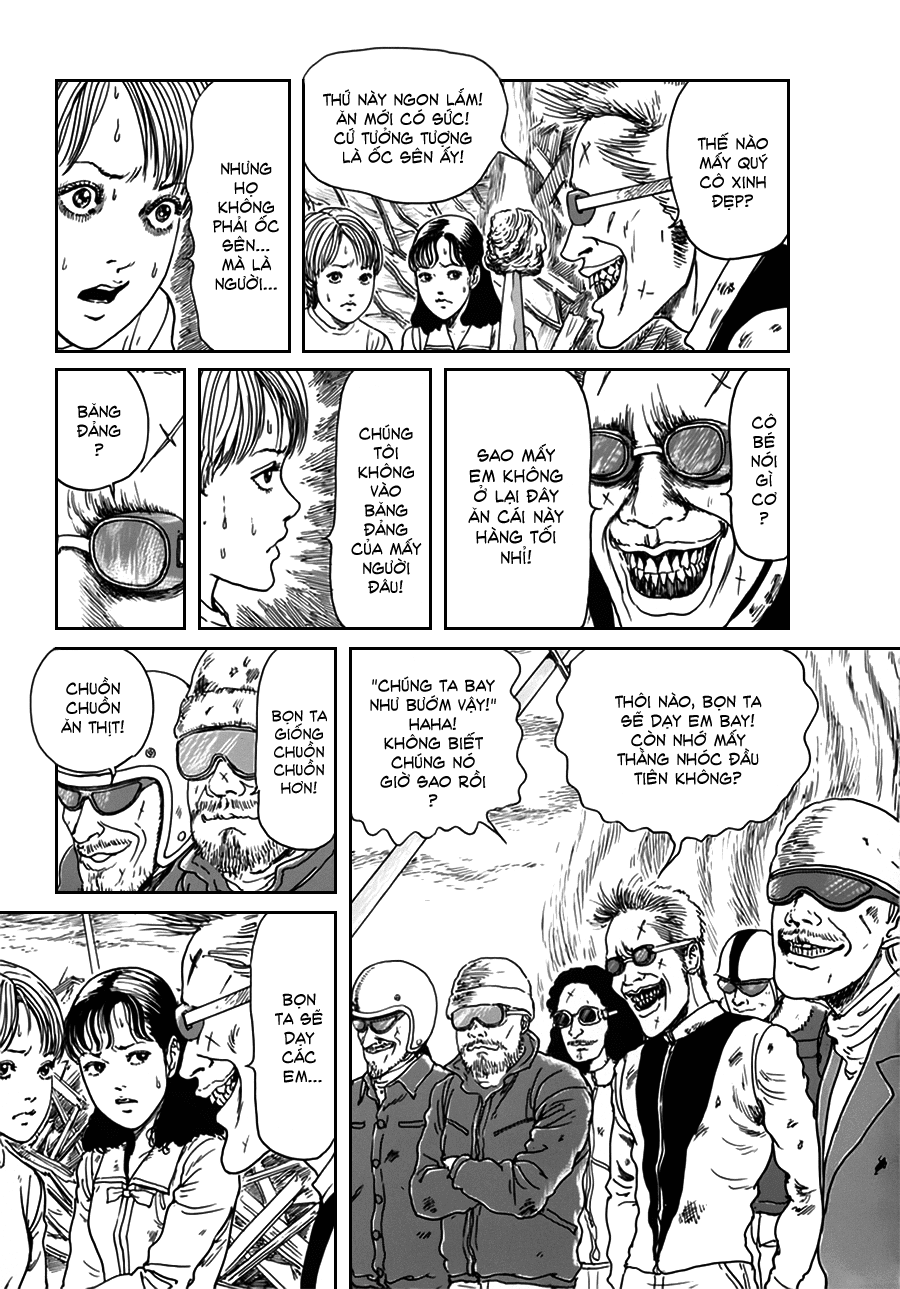 THẾ NÀO
MẤY QUÝ
CÔ XINH
ĐẸP?
THỨ NÀY NGON LẮM!
ĂN MỚI CÓ SỨC!
CỨ TƯỞNG TƯỢNG
LÀ ỐC SÊN ẤY!
NHƯNG
HỌ
KHÔNG
PHẢI ỐC
SÊN...
MÀ LÀ
NGƯỜI...
CÔ
BÉ
NÓI
GÌ
CƠ
?
SAO MẤY
EM KHÔNG
Ở LẠI ĐÂY
ĂN CÁI NÀY
HÀNG TỐI
NHỈ!
CHÚNG
TÔI
KHÔNG
VÀO
BĂNG
ĐẢNG
CỦA MẤY
NGƯỜI
ĐÂU!
BĂNG
ĐẢNG
?
THÔI NÀO, BỌN TA
SẼ DẠY EM BAY!
CÒN NHỚ MẤY
THẰNG NHÓC ĐẦU
TIÊN KHÔNG?
"CHÚNG TA BAY
NHƯ BƯỚM VẬY!"
HAHA!
KHÔNG BIẾT
CHÚNG NÓ
GIỜ SAO RỒI
?
BỌN TA
GIỐNG
CHUỒN
CHUỒN
HƠN!
CHUỒN
CHUỒN
ĂN THỊT!
BỌN
TA SẼ
DẠY
CÁC
EM...